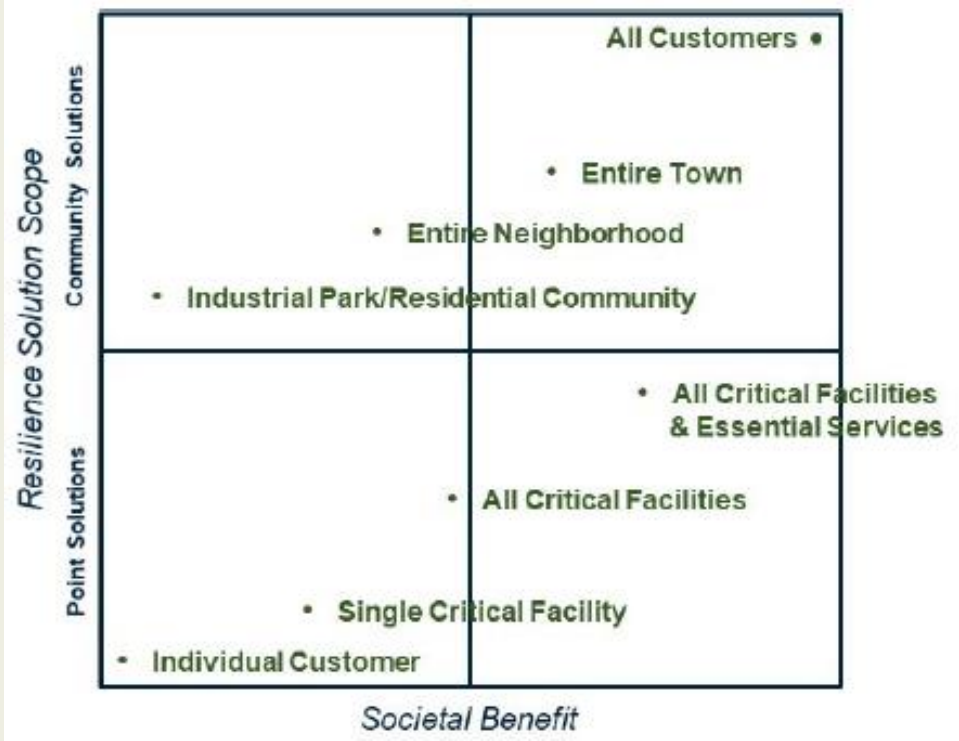 All Customers
Entire Town
Entire Neighborhood
Industrial Park/Residential Community
All Critical Facilities
& Essential Services
All Critical Facilities
Single Critical Facility
Individual Customer
Resilience Solution Scope
Community Solutions
Point Solutions
Societal Benefit